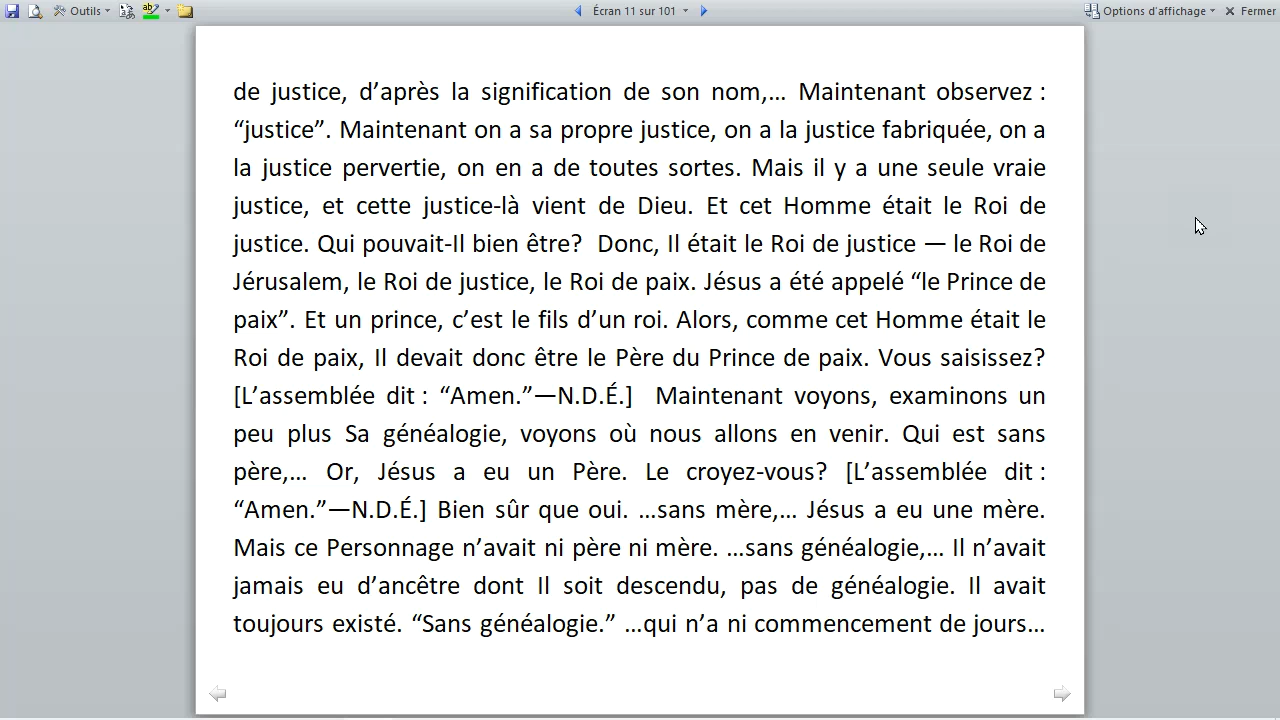 Outils
Écran 11 sur 101
Options d'affichage
Fermer
de justice, d’après la signification de son nom,… Maintenant observez :
“justice”. Maintenant on a sa propre justice, on a la justice fabriquée, on a
la justice pervertie, on en a de toutes sortes. Mais il y a une seule vraie
justice, et cette justice-là vient de Dieu. Et cet Homme était le Roi de
justice. Qui pouvait-Il bien être?  Donc, Il était le Roi de justice — le Roi de
Jérusalem, le Roi de justice, le Roi de paix. Jésus a été appelé “le Prince de
paix”. Et un prince, c’est le fils d’un roi. Alors, comme cet Homme était le
Roi de paix, Il devait donc être le Père du Prince de paix. Vous saisissez?
[L’assemblée dit : “Amen.”—N.D.É.]  Maintenant voyons, examinons un
peu plus Sa généalogie, voyons où nous allons en venir. Qui est sans
père,… Or, Jésus a eu un Père. Le croyez-vous? [L’assemblée dit :
“Amen.”—N.D.É.] Bien sûr que oui. …sans mère,… Jésus a eu une mère.
Mais ce Personnage n’avait ni père ni mère. …sans généalogie,… Il n’avait
jamais eu d’ancêtre dont Il soit descendu, pas de généalogie. Il avait
toujours existé. “Sans généalogie.” …qui n’a ni commencement de jours…